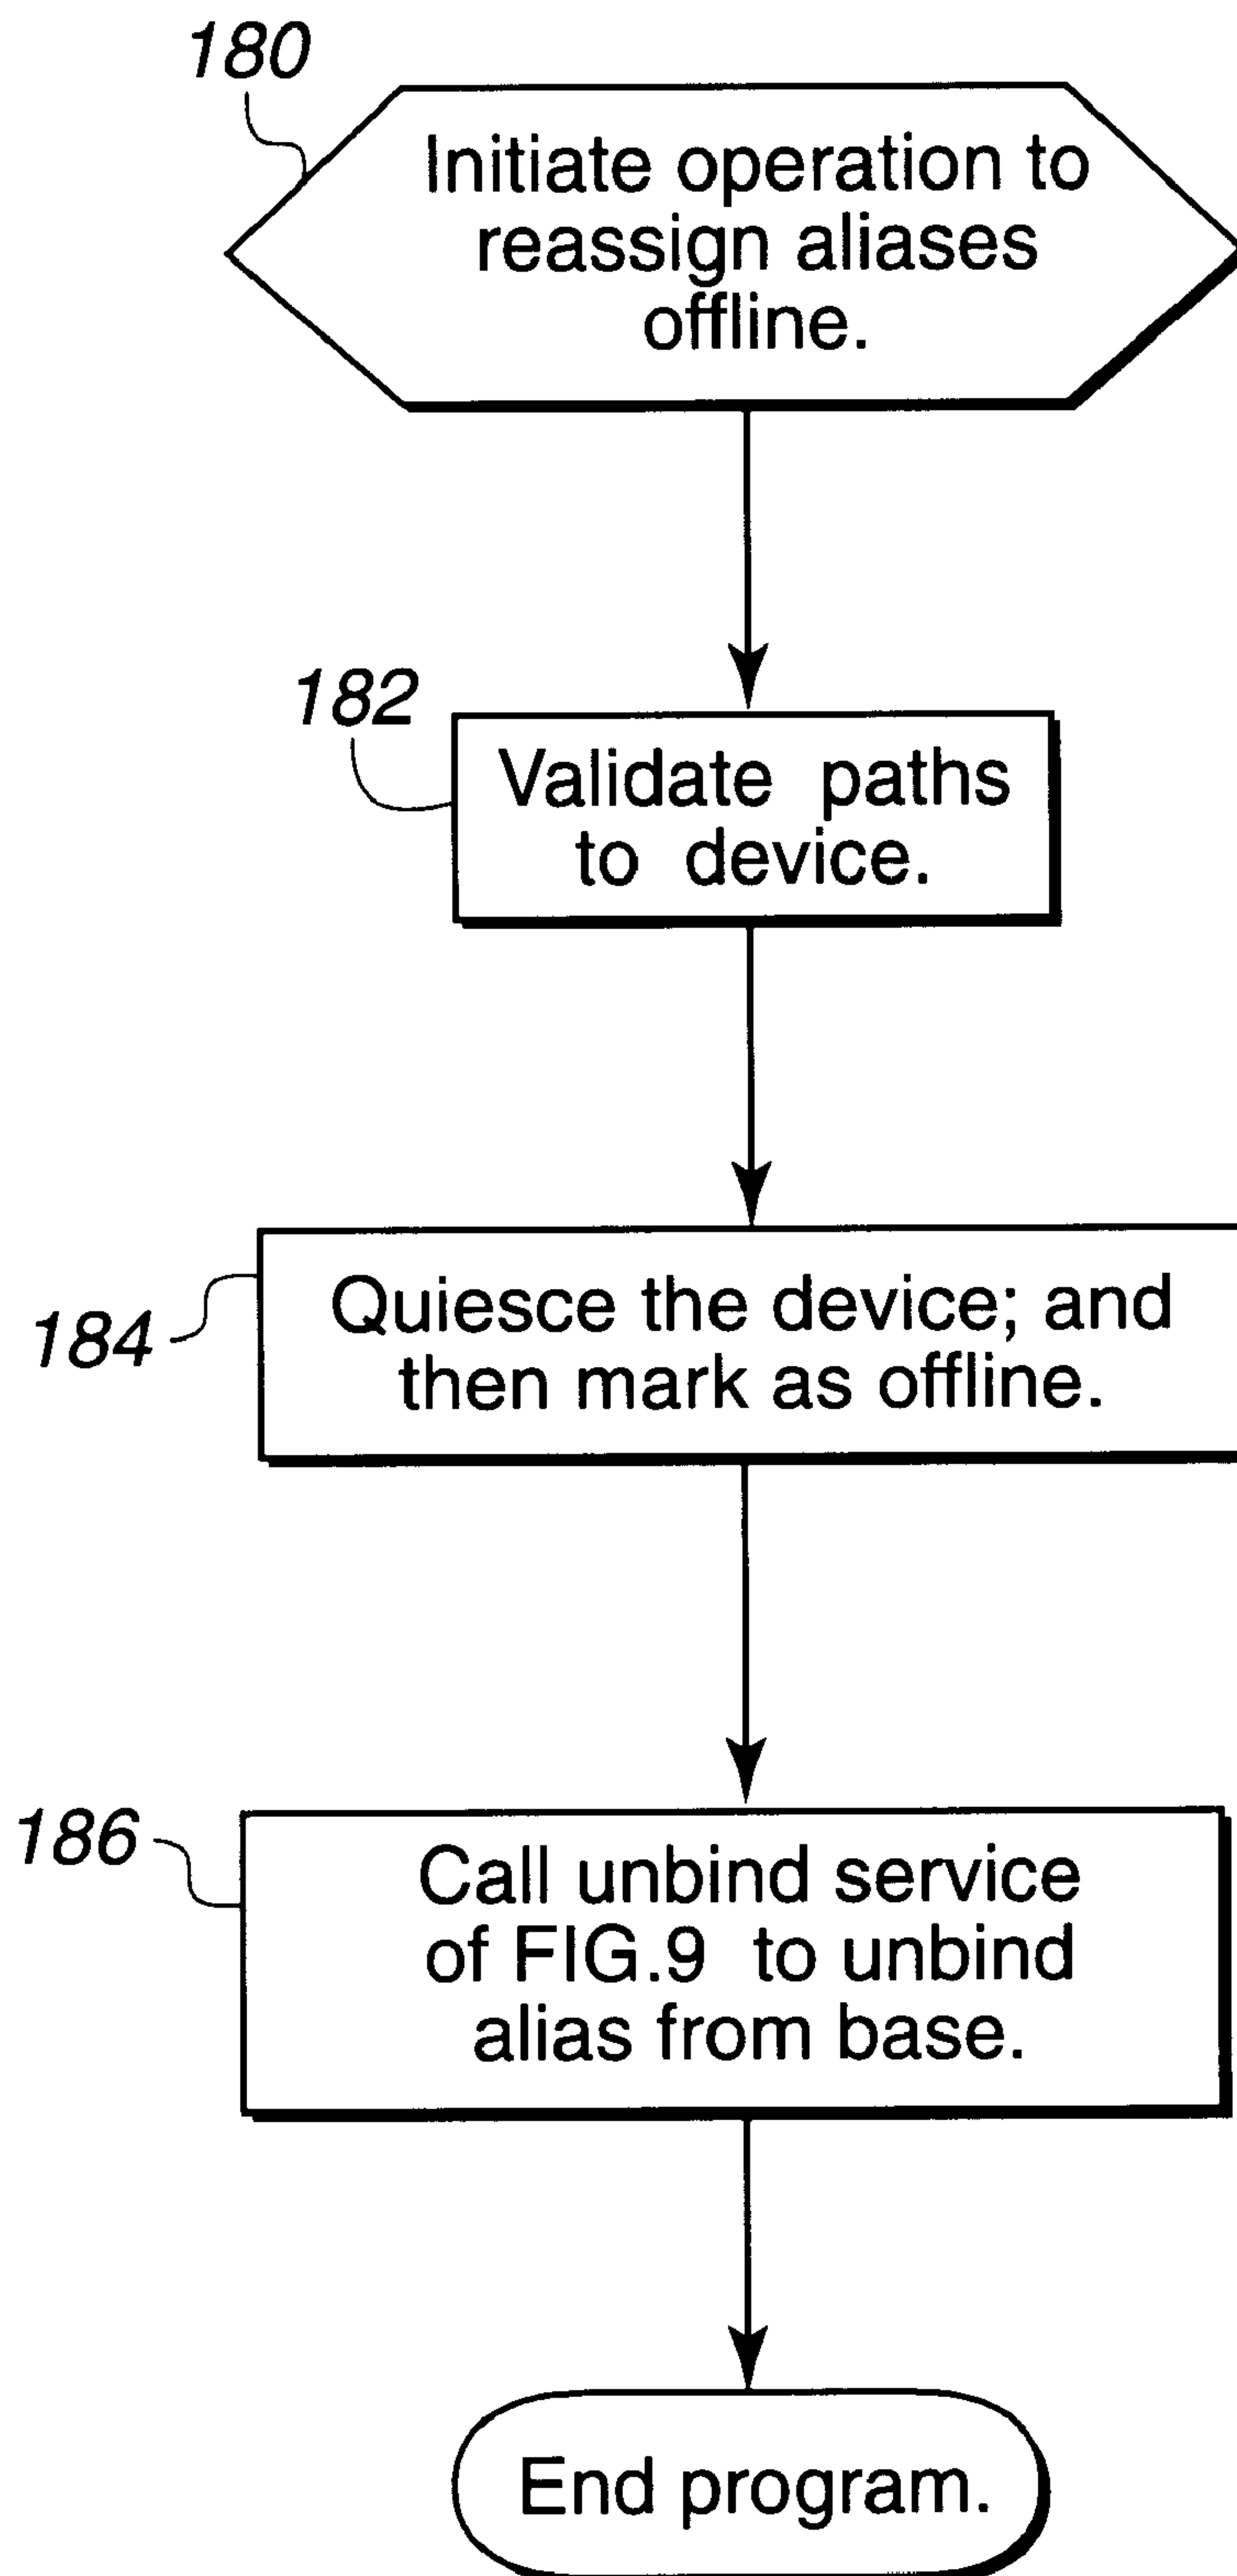 180
Initiate operation to
reassign aliases
offline.
182
Validate paths
to device.
184
Quiesce the device; and
then mark as offline.
186
Call unbind service
of FIG.9 to unbind
alias from base.
End program.